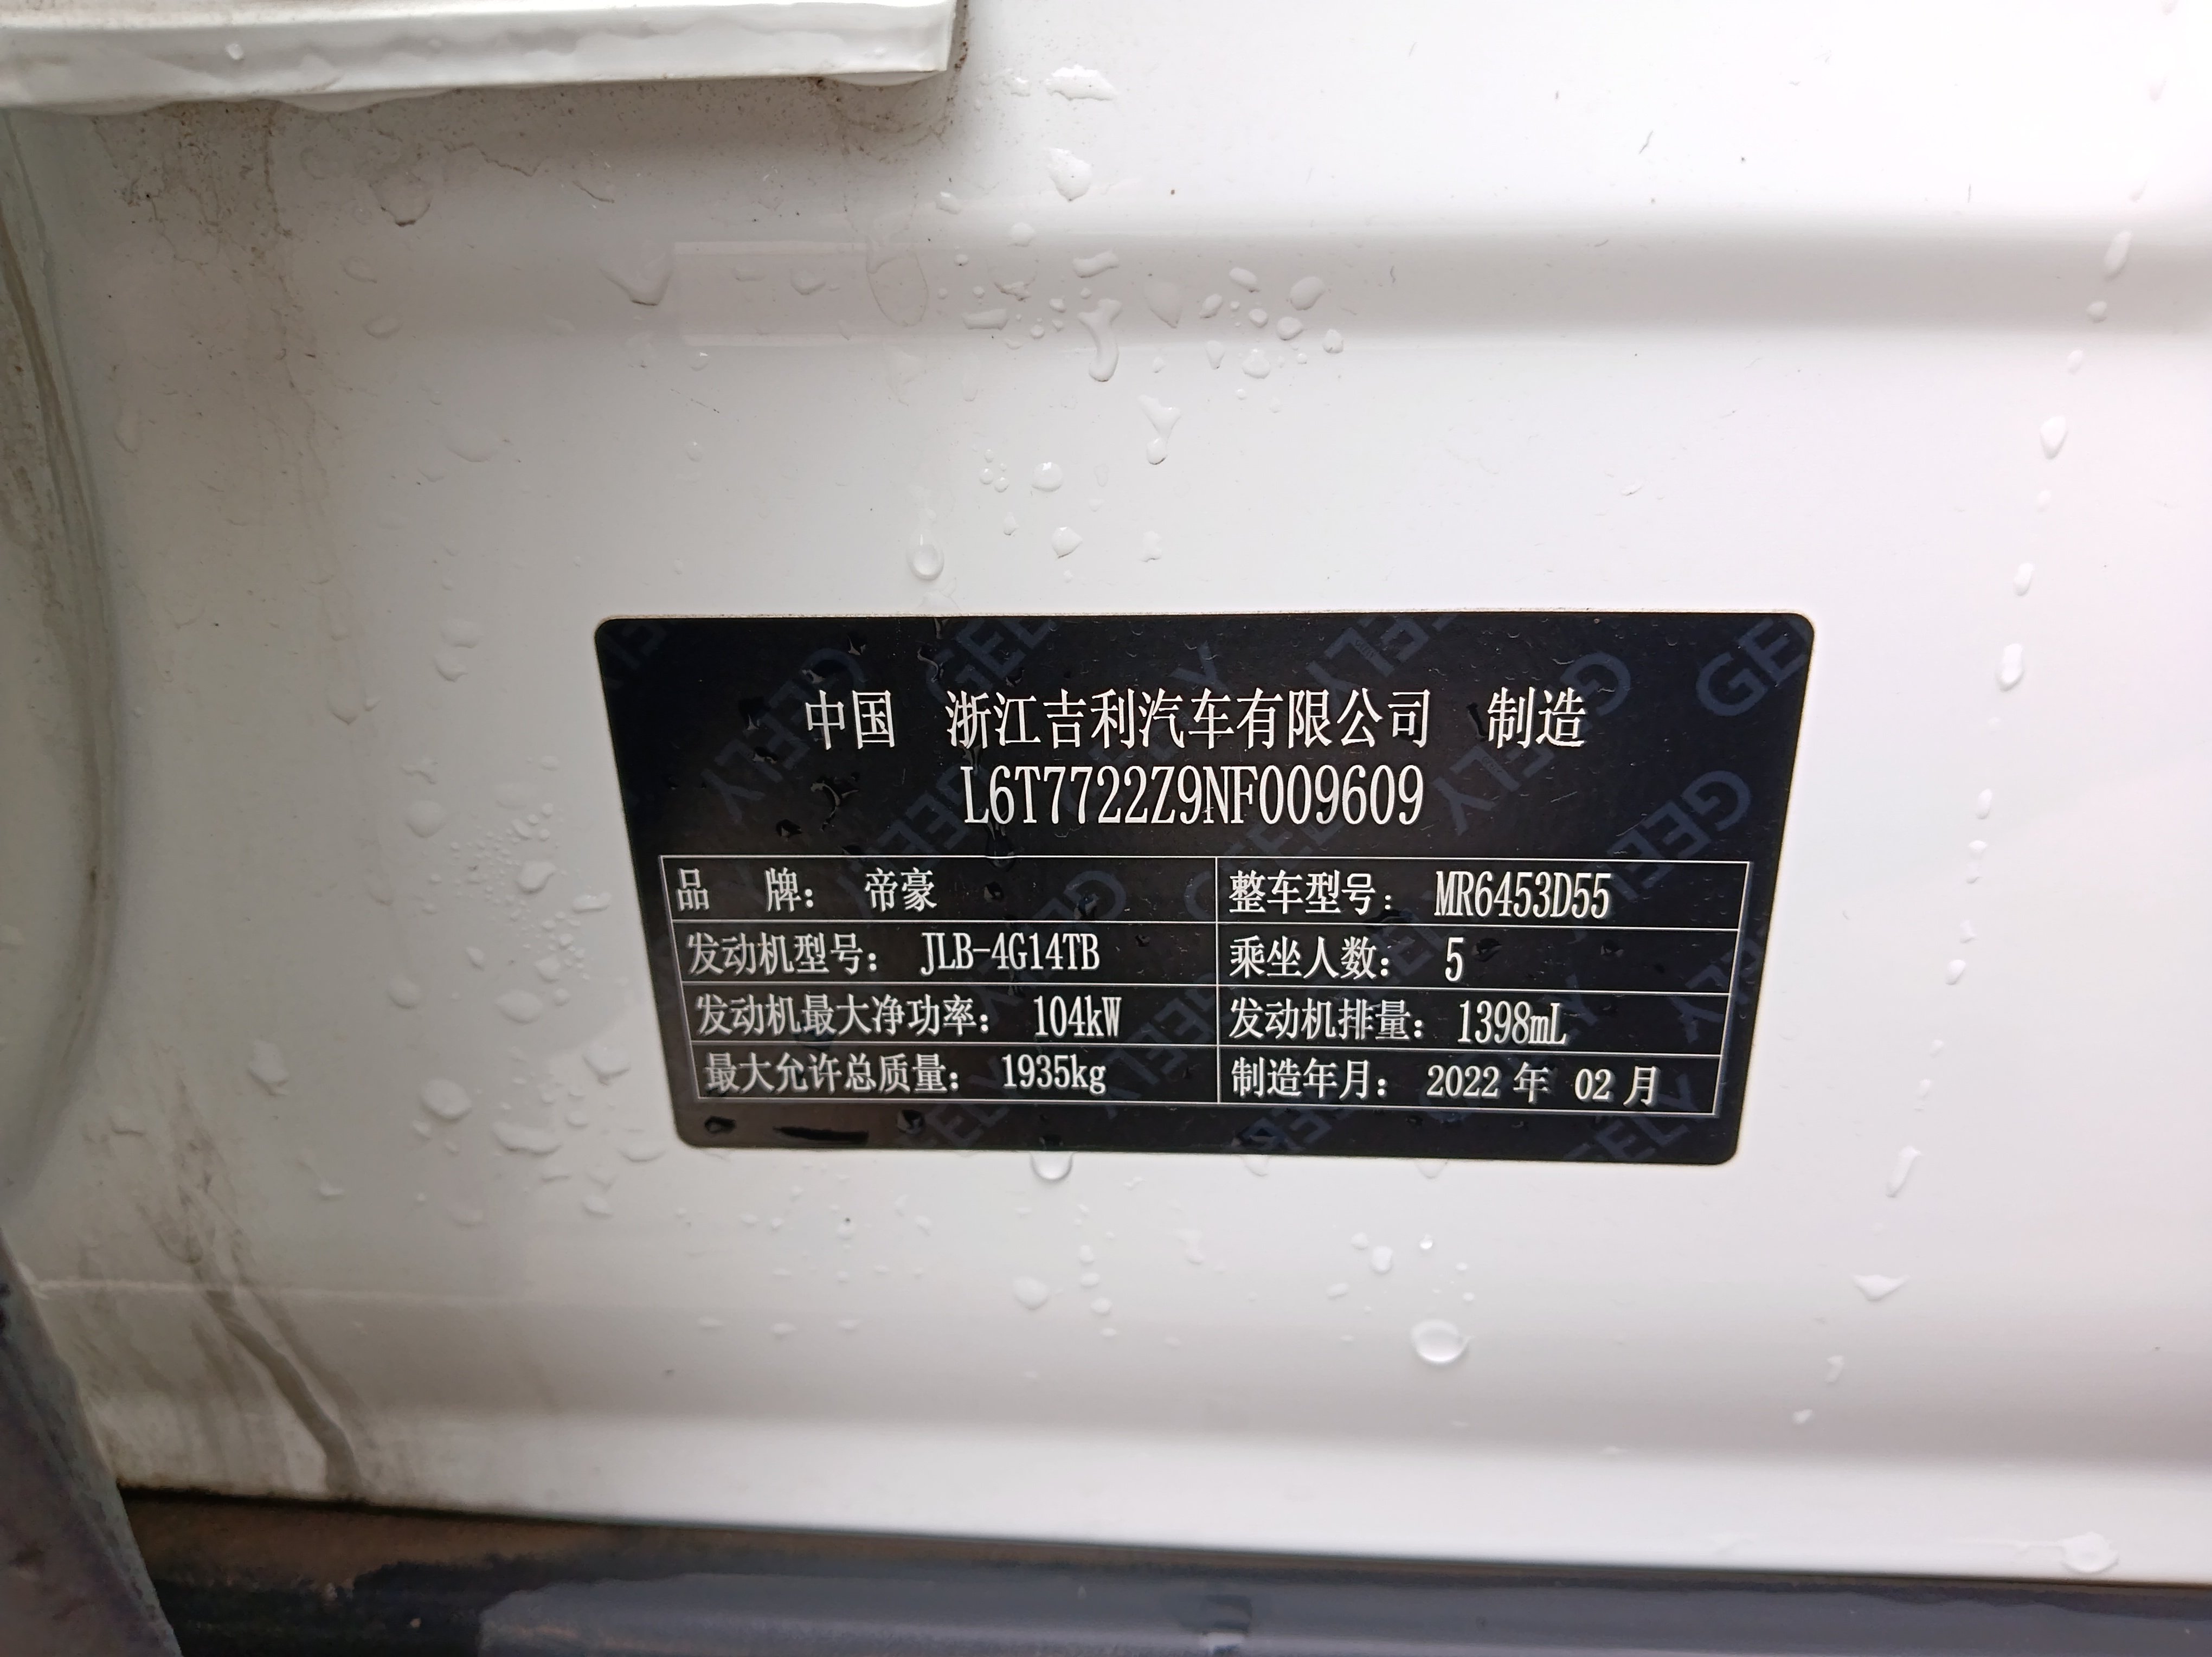 中国 浙江吉利汽车有限公司 制造
L6T7722Z9NF009609
品 牌： 帝豪 整车型号： MR6453D55
发动机型号： JLB-4G14TB 乘坐人数： 5
发动机最大净功率： 104kW 发动机排量： 1398mL
最大允许总质量： 1935kg 制造年月： 2022 年 02 月